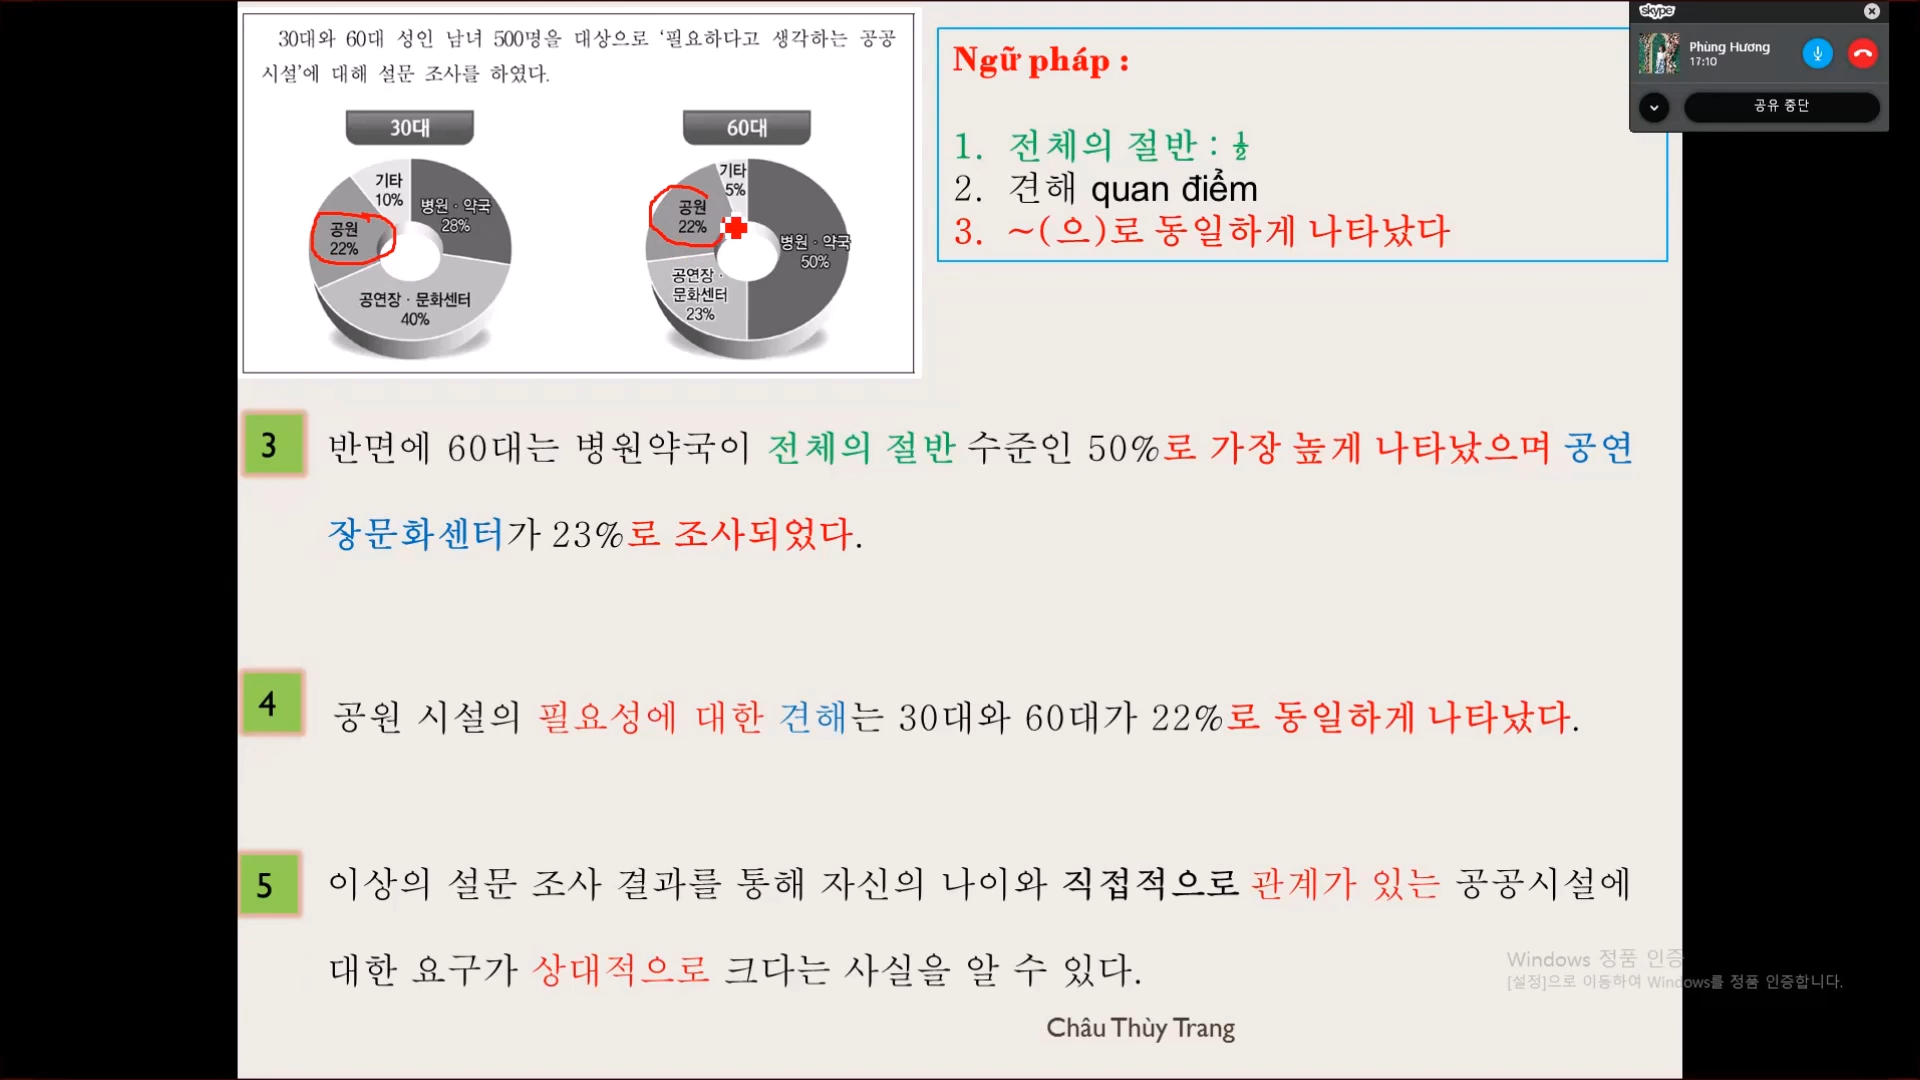 30대와 60대 성인 남녀 500명을 대상으로 '필요하다고 생각하는 공공
시설'에 대해 설문 조사를 하였다.
30대
기타
10%
병원·약국
28%
공원
22%
공연장·문화센터
40%
60대
기타
5%
공원
22%
병원·약국
50%
공연장·
문화센터
23%
Ngữ pháp :
1. 전체의 절반 : ½
2. 견해 quan điểm
3. ~(으)로 동일하게 나타났다
skype
Phùng Hương
17:10
공유 중단
3
반면에 60대는 병원약국이 전체의 절반 수준인 50%로 가장 높게 나타났으며 공연
장문화센터가 23%로 조사되었다.
4
공원 시설의 필요성에 대한 견해는 30대와 60대가 22%로 동일하게 나타났다.
5
이상의 설문 조사 결과를 통해 자신의 나이와 직접적으로 관계가 있는 공공시설에
대한 요구가 상대적으로 크다는 사실을 알 수 있다.
Windows 정품 인증
[설정]으로 이동하여 Windows를 정품 인증합니다.
Châu Thùy Trang